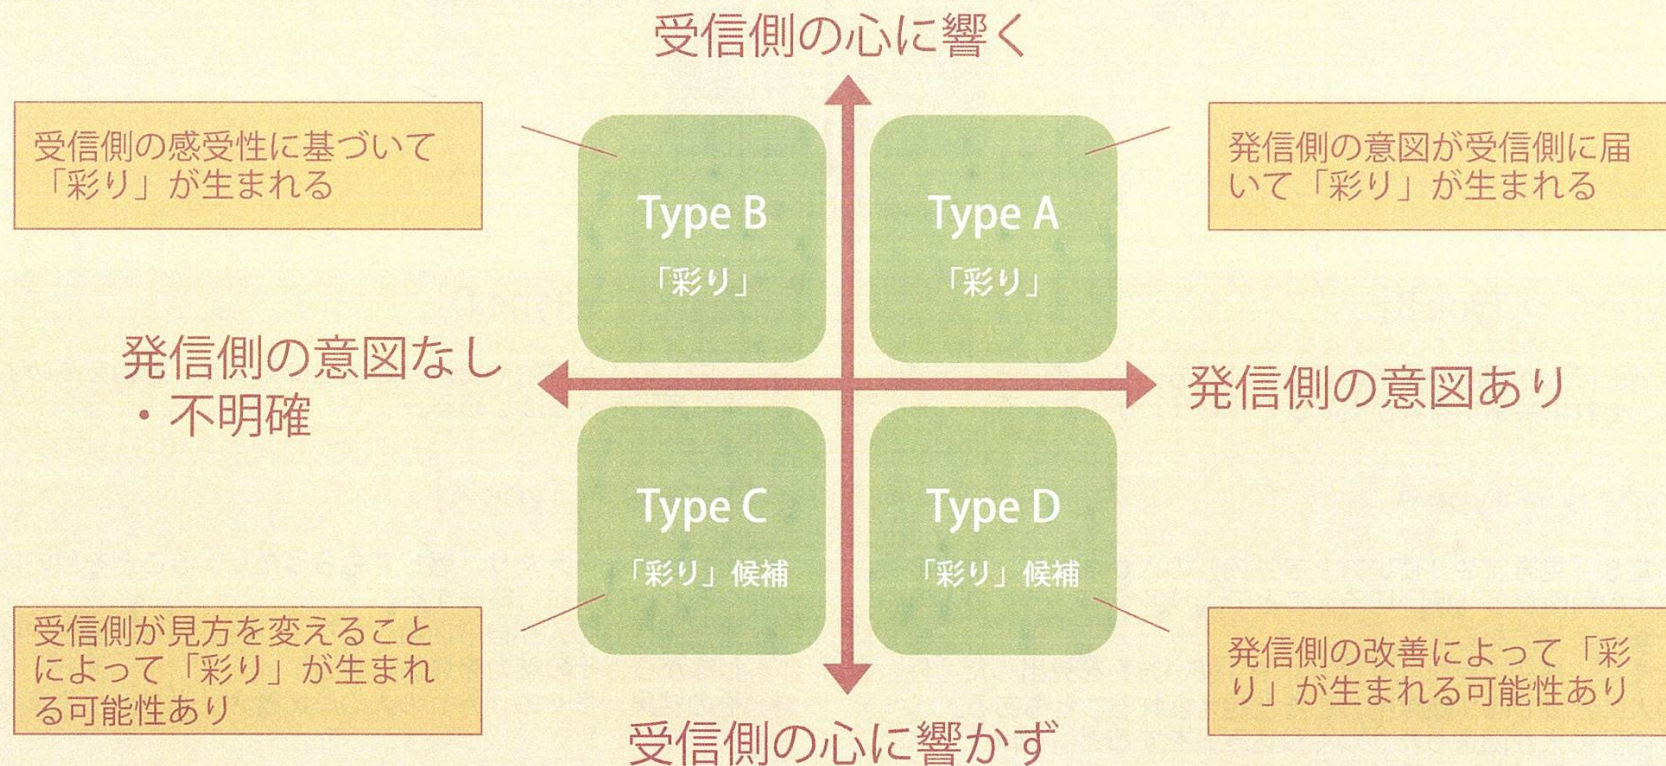 受信側の心に響く
受信側の感受性に基づいて
「彩り」が生まれる
Type B
「彩り」
Type A
「彩り」
発信側の意図が受信側に届
いて「彩り」が生まれる
発信側の意図なし
・不明確
発信側の意図あり
Type C
「彩り」候補
Type D
「彩り」候補
受信側が見方を変えること
によって「彩り」が生まれ
る可能性あり
発信側の改善によって「彩
り」が生まれる可能性あり
受信側の心に響かず